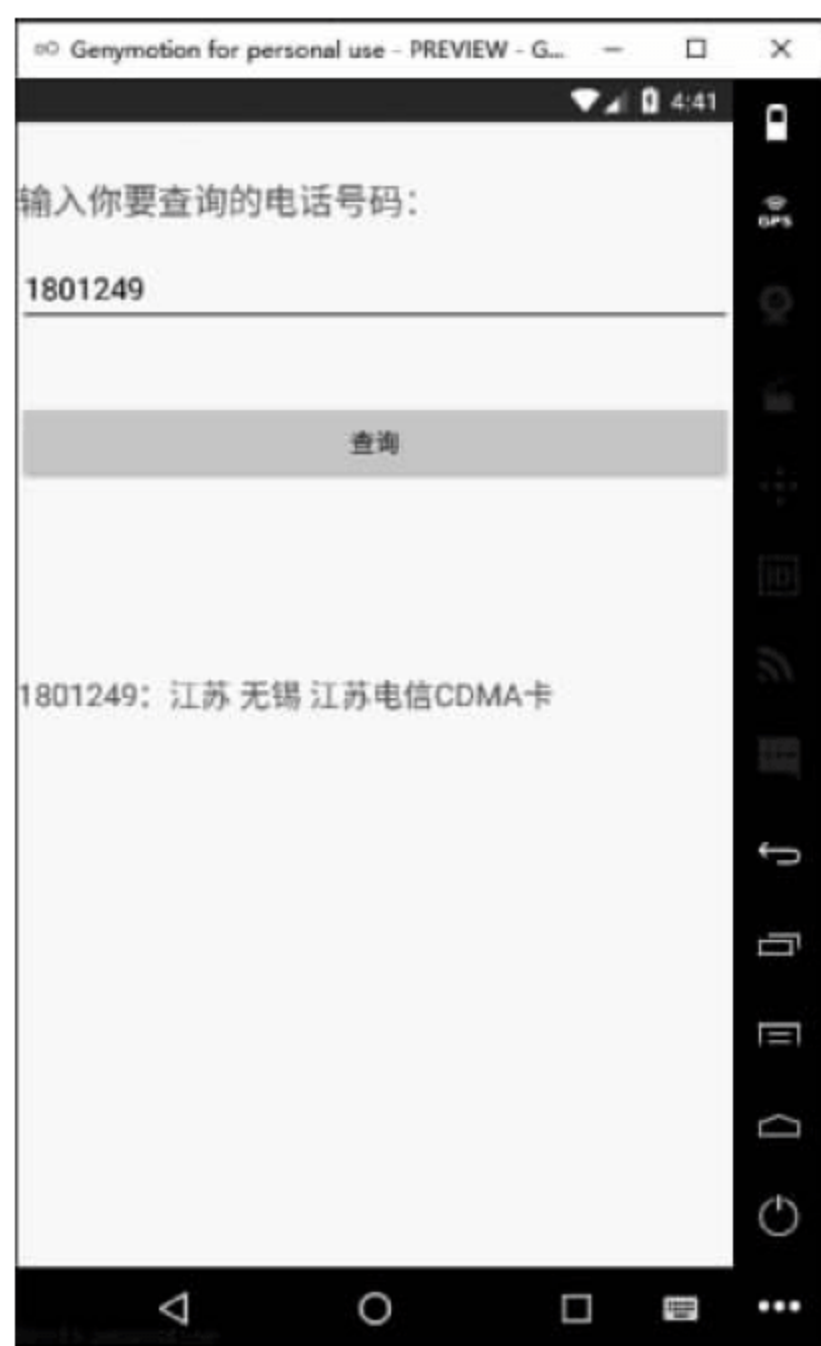 Genymotion for personal use - PREVIEW - G...
4:41
GPS
输入你要查询的电话号码：
1801249
查询
ID
1801249：江苏 无锡 江苏电信CDMA卡